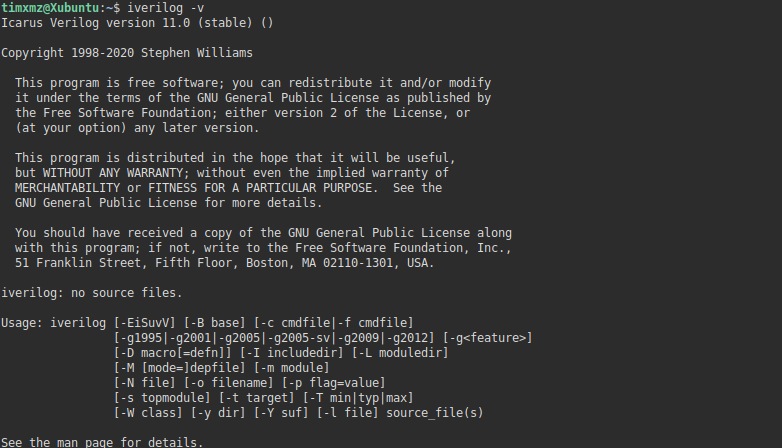 timxmz@Xubuntu:~$ iverilog -v
Icarus Verilog version 11.0 (stable) ()

Copyright 1998-2020 Stephen Williams

  This program is free software; you can redistribute it and/or modify
  it under the terms of the GNU General Public License as published by
  the Free Software Foundation; either version 2 of the License, or
  (at your option) any later version.

  This program is distributed in the hope that it will be useful,
  but WITHOUT ANY WARRANTY; without even the implied warranty of
  MERCHANTABILITY or FITNESS FOR A PARTICULAR PURPOSE.  See the
  GNU General Public License for more details.

  You should have received a copy of the GNU General Public License along
  with this program; if not, write to the Free Software Foundation, Inc.,
  51 Franklin Street, Fifth Floor, Boston, MA 02110-1301, USA.

iverilog: no source files.

Usage: iverilog [-EiSuvV] [-B base] [-c cmdfile|-f cmdfile]
                [-g1995|-g2001|-g2005|-g2005-sv|-g2009|-g2012] [-g<feature>]
                [-D macro[=defn]] [-I includedir] [-L moduledir]
                [-M [mode=]depfile] [-m module]
                [-N file] [-o filename] [-p flag=value]
                [-s topmodule] [-t target] [-T min|typ|max]
                [-W class] [-y dir] [-Y suf] [-l file] source_file(s)

See the man page for details.